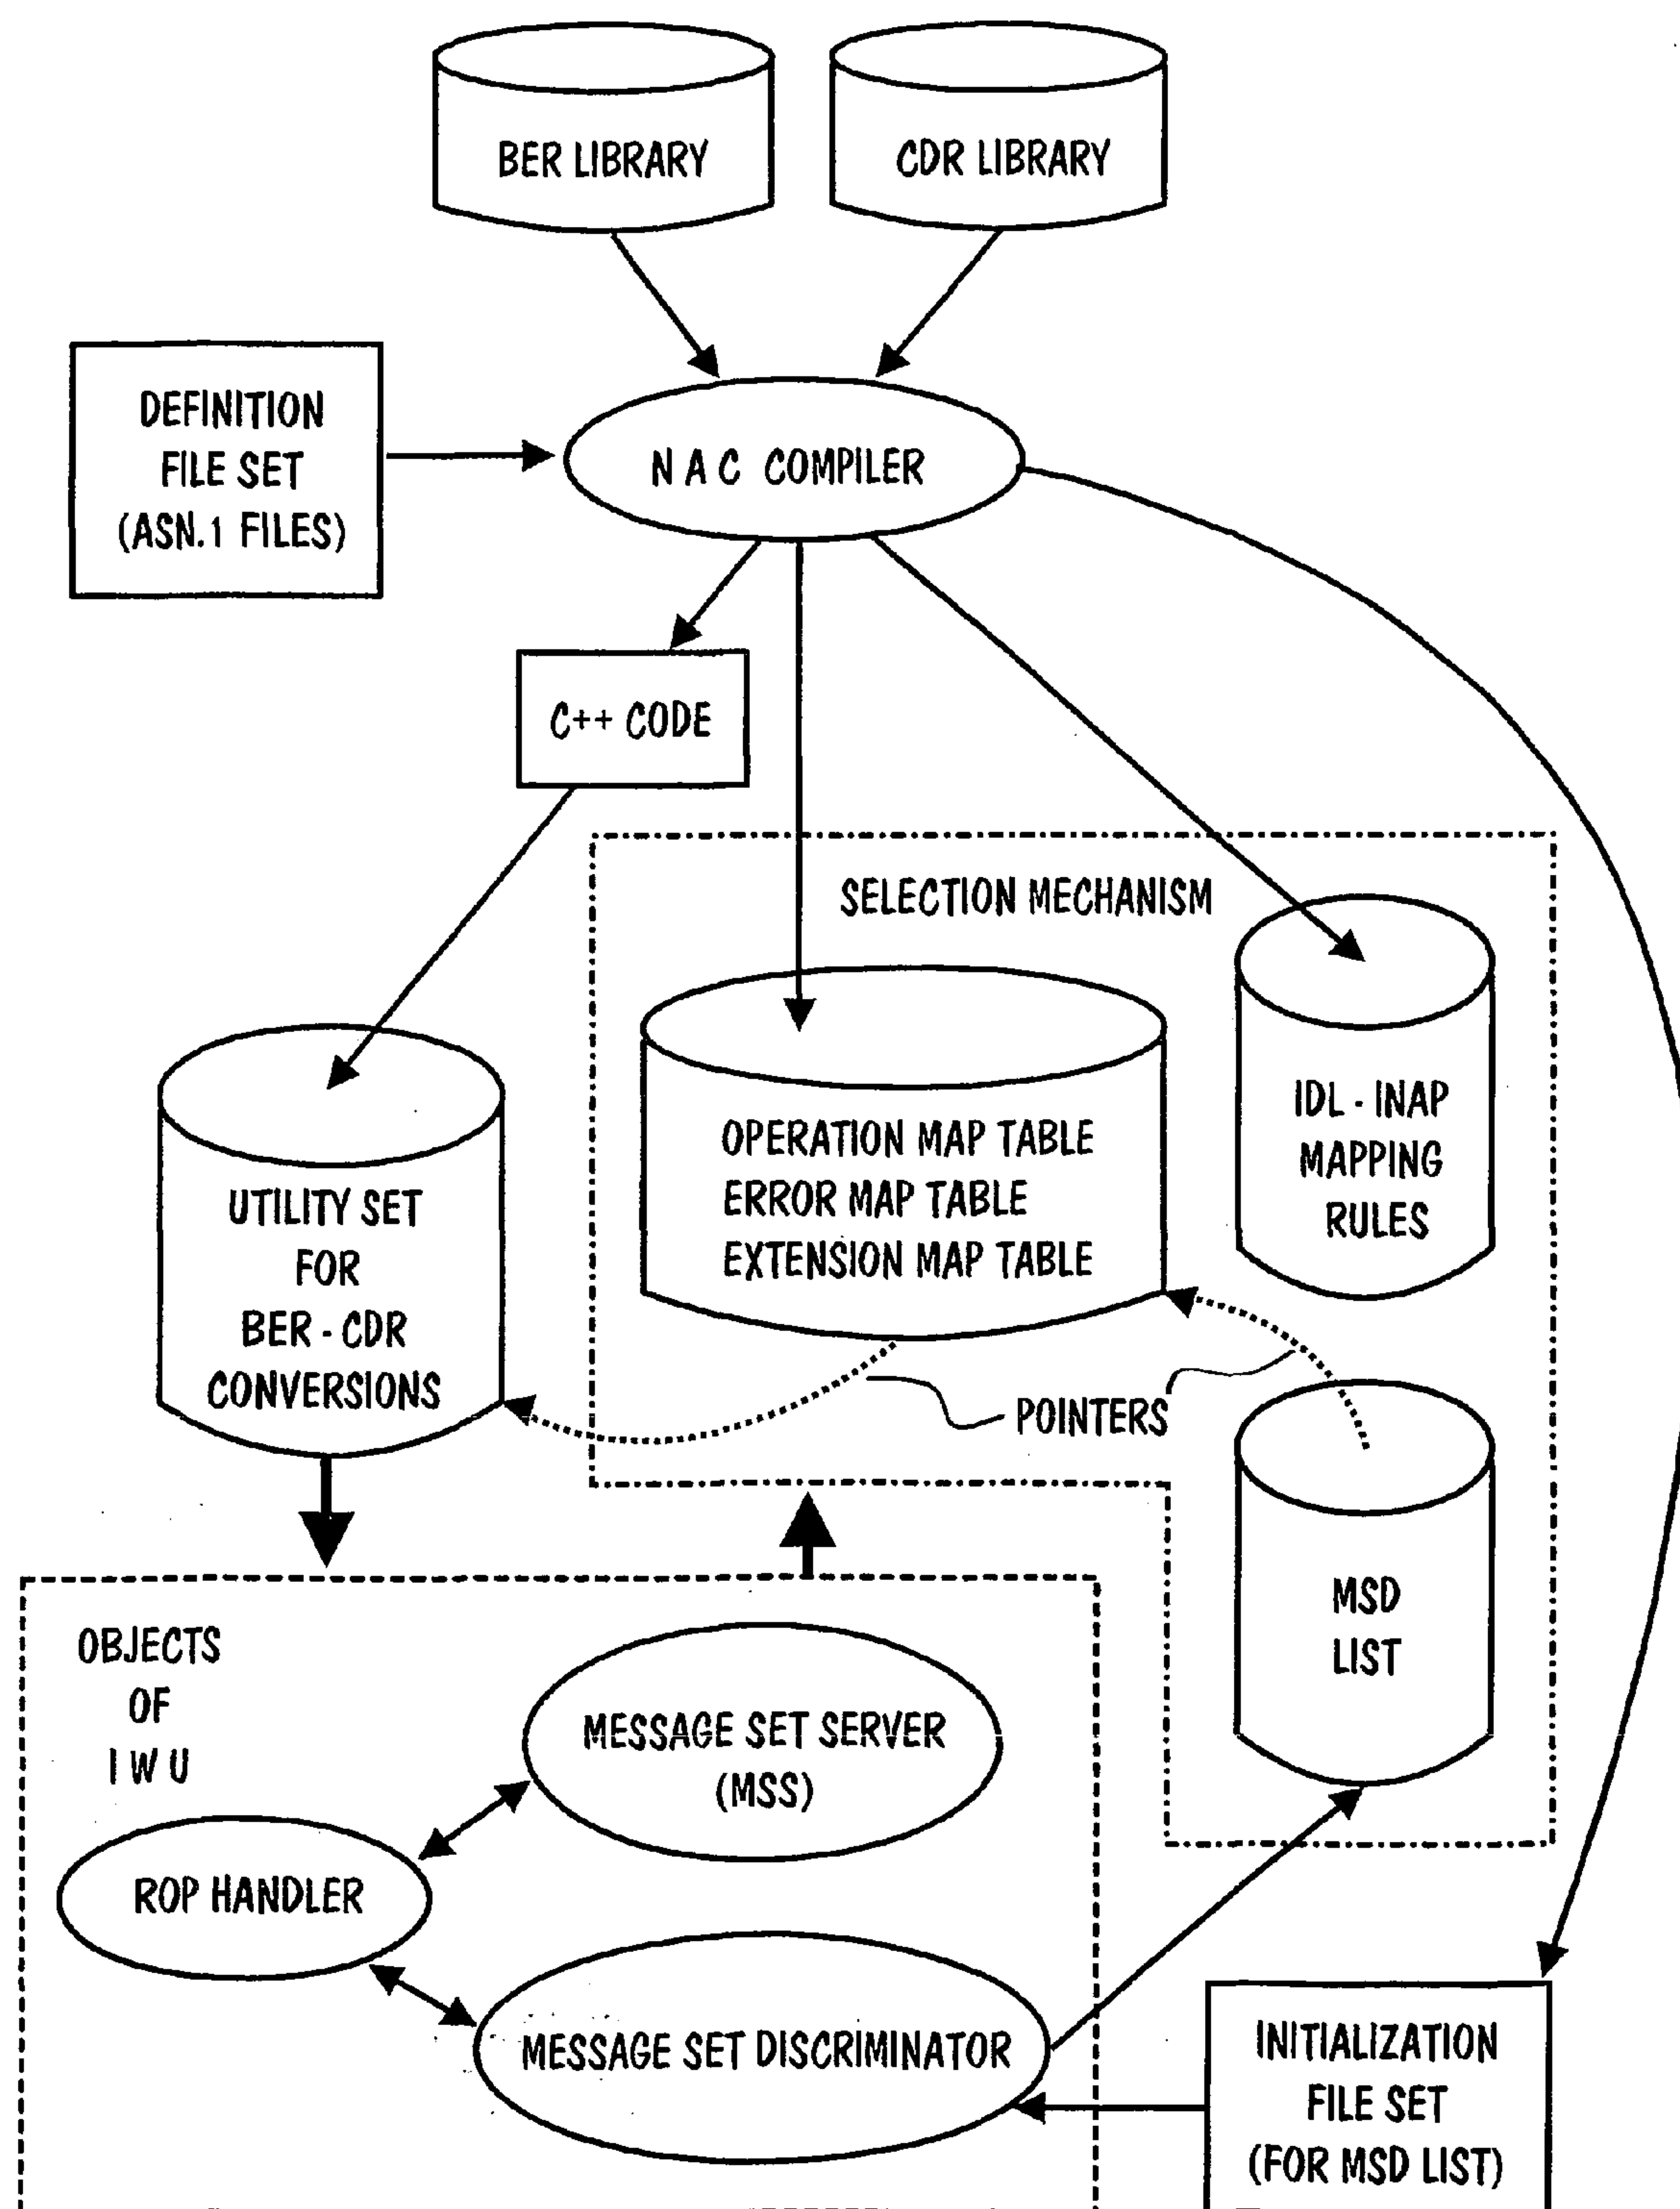 BER LIBRARY
CDR LIBRARY
DEFINITION
FILE SET
(ASN.1 FILES)
N A C COMPILER
C++ CODE
SELECTION MECHANISM
OPERATION MAP TABLE
ERROR MAP TABLE
EXTENSION MAP TABLE
IDL - INAP
MAPPING
RULES
UTILITY SET
FOR
BER - CDR
CONVERSIONS
POINTERS
MSD
LIST
OBJECTS
OF
I W U
MESSAGE SET SERVER
(MSS)
ROP HANDLER
MESSAGE SET DISCRIMINATOR
INITIALIZATION
FILE SET
(FOR MSD LIST)